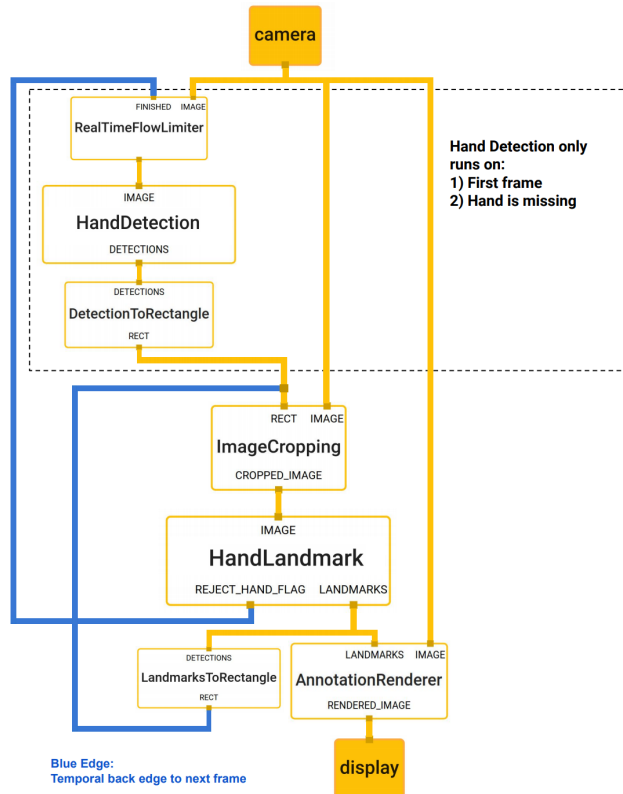 camera
FINISHED IMAGE
RealTimeFlowLimiter
Hand Detection only
runs on:
1) First frame
2) Hand is missing
IMAGE
HandDetection
DETECTIONS
DETECTIONS
DetectionToRectangle
RECT
RECT IMAGE
ImageCropping
CROPPED_IMAGE
IMAGE
HandLandmark
REJECT_HAND_FLAG LANDMARKS
DETECTIONS
LandmarksToRectangle
RECT
LANDMARKS IMAGE
AnnotationRenderer
RENDERED_IMAGE
display
Blue Edge:
Temporal back edge to next frame